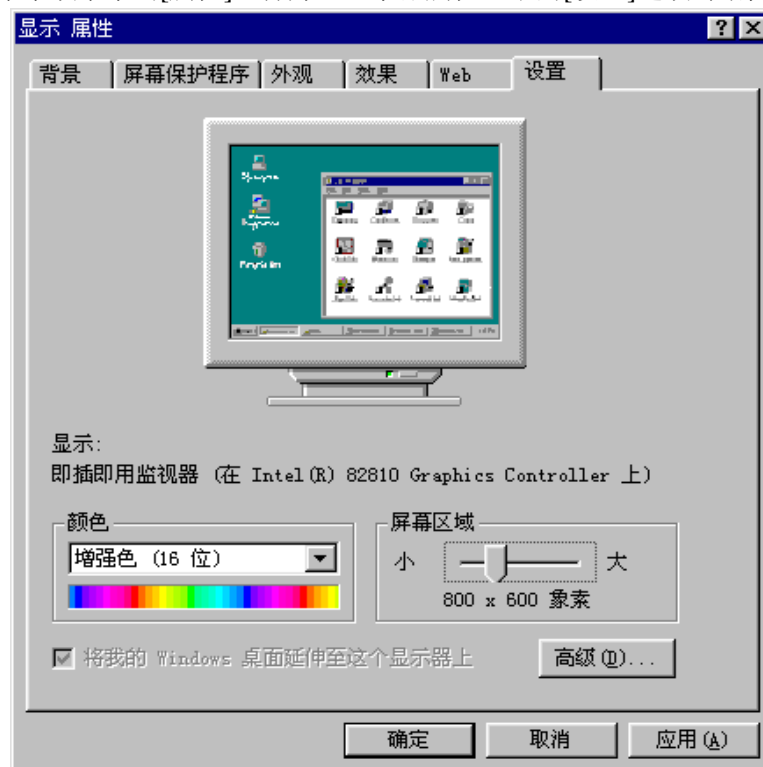 显示 属性
背景 屏幕保护程序 外观 效果 Web 设置
显示:
即插即用监视器 (在 Intel(R) 82810 Graphics Controller 上)
颜色 屏幕区域
增强色 (16 位) 小 大
800 x 600 象素
将我的 Windows 桌面延伸至这个显示器上 高级(D)...
确定 取消 应用(A)